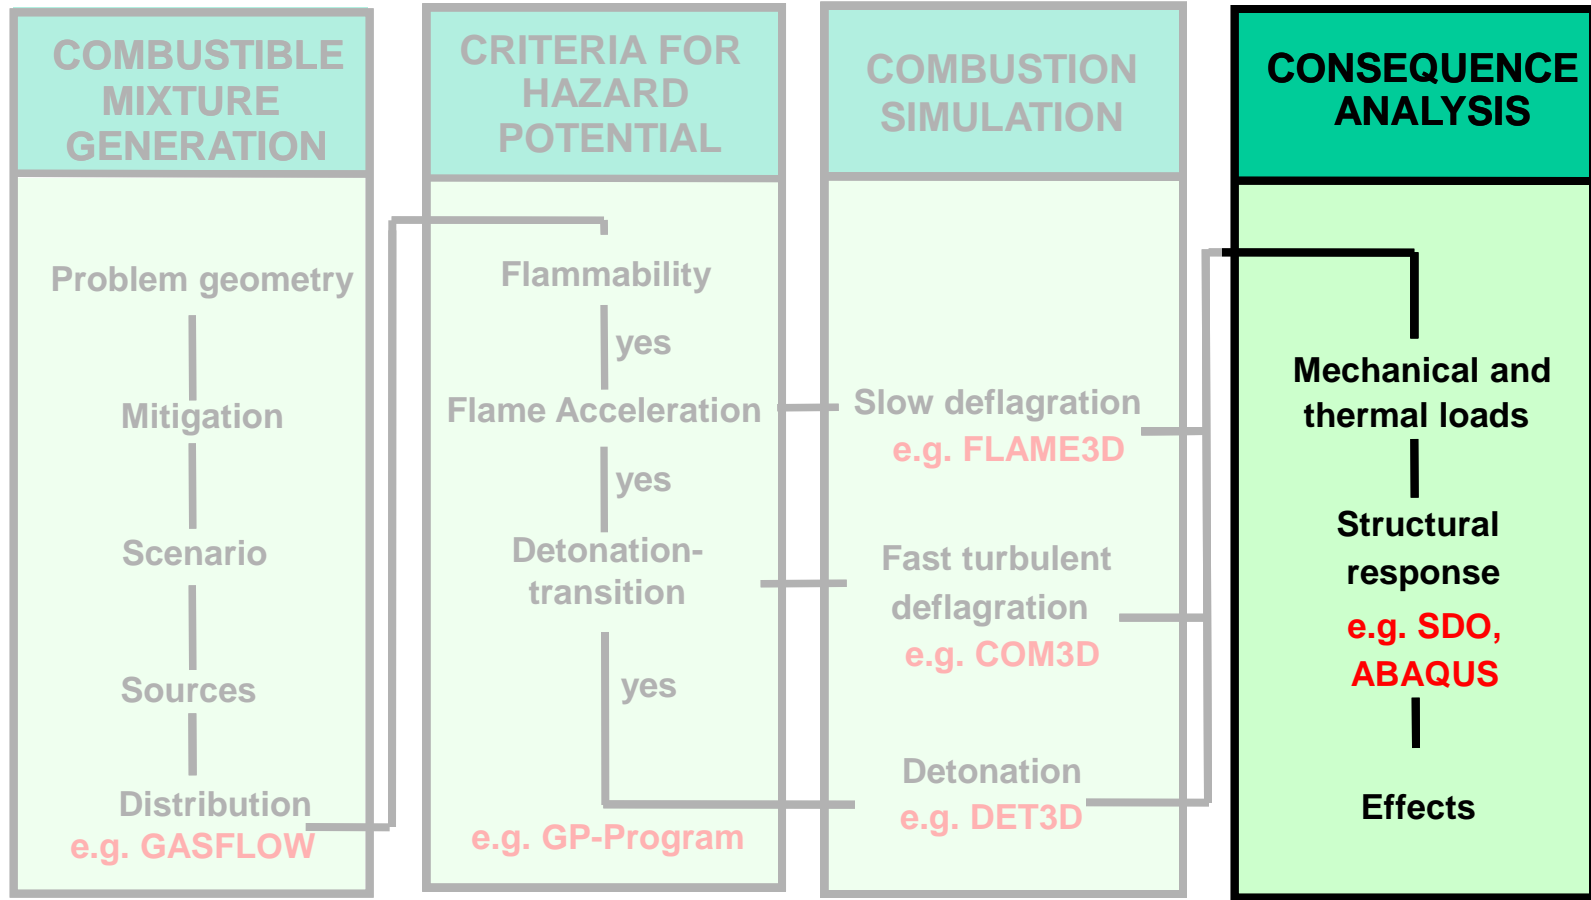 COMBUSTIBLE
MIXTURE
GENERATION
Problem geometry
Mitigation
Scenario
Sources
Distribution
e.g. GASFLOW
CRITERIA FOR
HAZARD
POTENTIAL
Flammability
yes
Flame Acceleration
yes
Detonation-
transition
yes
e.g. GP-Program
COMBUSTION
SIMULATION
Slow deflagration
e.g. FLAME3D
Fast turbulent
deflagration
e.g. COM3D
Detonation
e.g. DET3D
CONSEQUENCE
ANALYSIS
Mechanical and
thermal loads
Structural
response
e.g. SDO,
ABAQUS
Effects